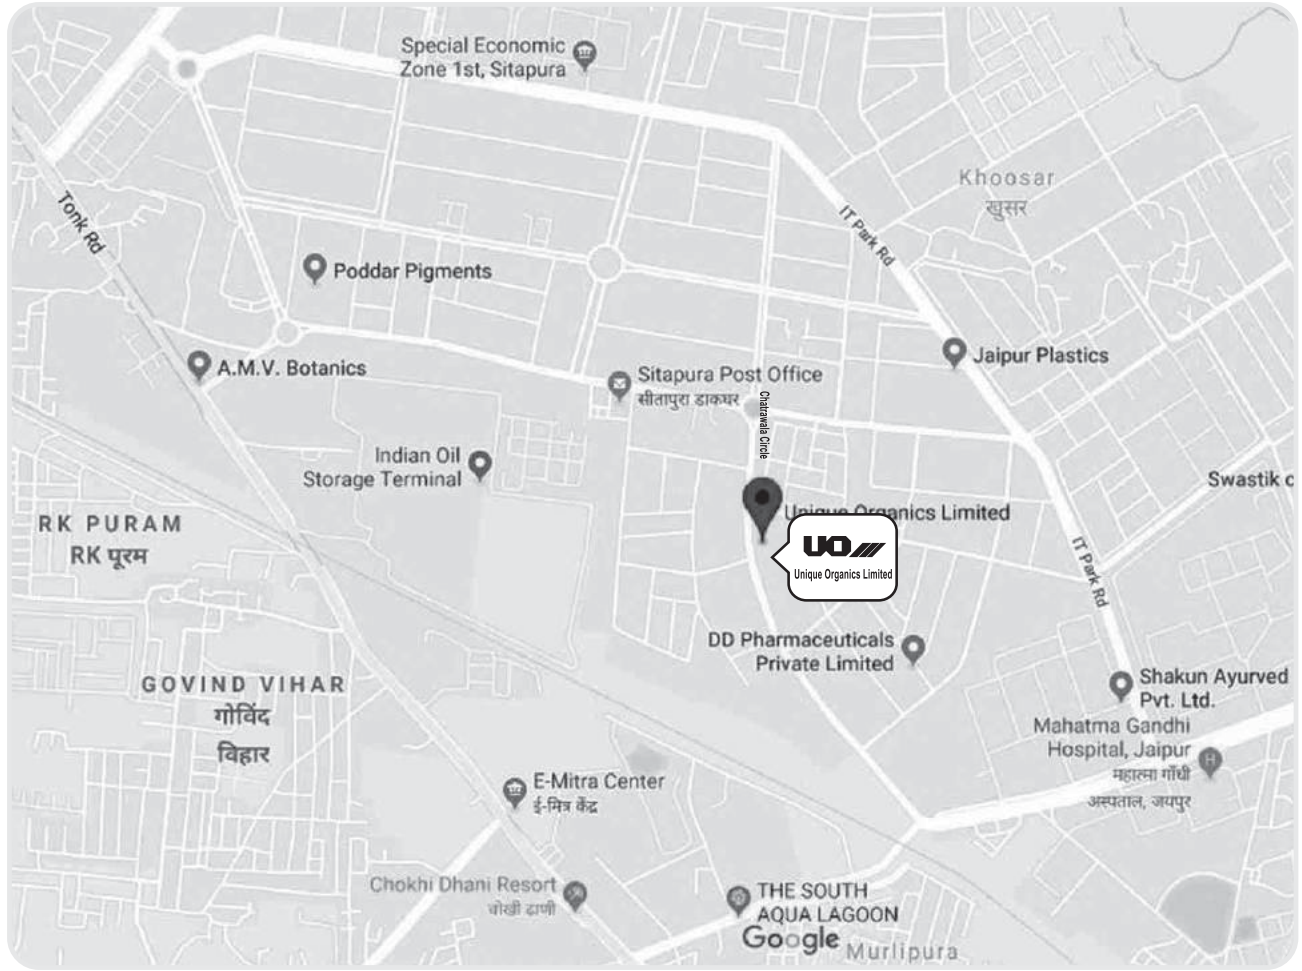 Special Economic
Zone 1st, Sitapura
Khoosar
खुसर
Tonk Rd
IT Park Rd
Poddar Pigments
A.M.V. Botanics
Jaipur Plastics
Sitapura Post Office
सीतापुरा डाकघर
Chatrawala Circle
Indian Oil
Storage Terminal
Swastik c
Unique Organics Limited
RK PURAM
RK पूरम
UO
Unique Organics Limited
IT Park Rd
DD Pharmaceuticals
Private Limited
Shakun Ayurved
Pvt. Ltd.
GOVIND VIHAR
गोविंद
विहार
Mahatma Gandhi
Hospital, Jaipur
H
महात्मा गाँधी
अस्पताल, जयपुर
E-Mitra Center
ई-मित्र केंद्र
Chokhi Dhani Resort
चोखी ढाणी
THE SOUTH
AQUA LAGOON
Google
Murlipura